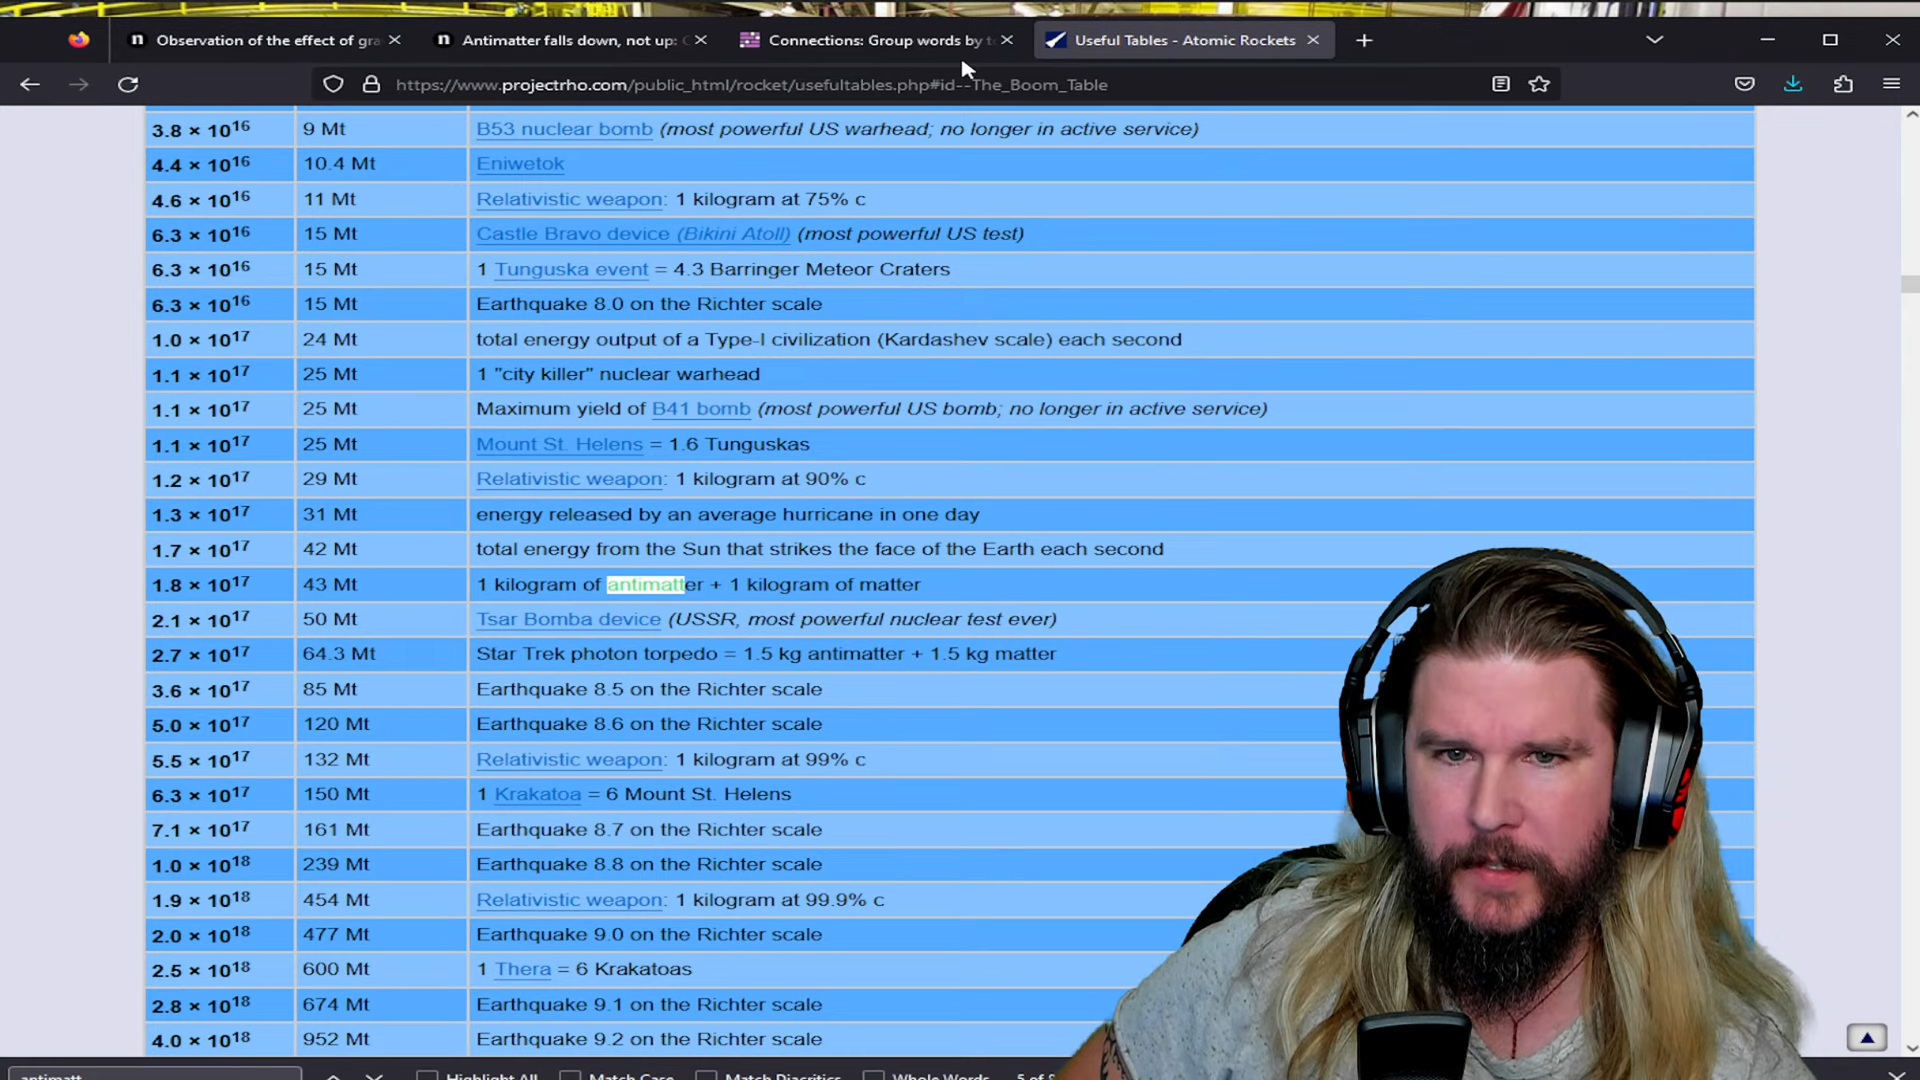 Observation of the effect of gra
Antimatter falls down, not up: C
Connections: Group words by t
Useful Tables - Atomic Rockets
https://www.projectrho.com/public_html/rocket/usefultables.php#id--The_Boom_Table
3.8 × 10¹⁶ 9 Mt B53 nuclear bomb (most powerful US warhead; no longer in active service)
4.4 × 10¹⁶ 10.4 Mt Eniwetok
4.6 × 10¹⁶ 11 Mt Relativistic weapon: 1 kilogram at 75% c
6.3 × 10¹⁶ 15 Mt Castle Bravo device (Bikini Atoll) (most powerful US test)
6.3 × 10¹⁶ 15 Mt 1 Tunguska event = 4.3 Barringer Meteor Craters
6.3 × 10¹⁶ 15 Mt Earthquake 8.0 on the Richter scale
1.0 × 10¹⁷ 24 Mt total energy output of a Type-I civilization (Kardashev scale) each second
1.1 × 10¹⁷ 25 Mt 1 "city killer" nuclear warhead
1.1 × 10¹⁷ 25 Mt Maximum yield of B41 bomb (most powerful US bomb; no longer in active service)
1.1 × 10¹⁷ 25 Mt Mount St. Helens = 1.6 Tunguskas
1.2 × 10¹⁷ 29 Mt Relativistic weapon: 1 kilogram at 90% c
1.3 × 10¹⁷ 31 Mt energy released by an average hurricane in one day
1.7 × 10¹⁷ 42 Mt total energy from the Sun that strikes the face of the Earth each second
1.8 × 10¹⁷ 43 Mt 1 kilogram of antimatter + 1 kilogram of matter
2.1 × 10¹⁷ 50 Mt Tsar Bomba device (USSR, most powerful nuclear test ever)
2.7 × 10¹⁷ 64.3 Mt Star Trek photon torpedo = 1.5 kg antimatter + 1.5 kg matter
3.6 × 10¹⁷ 85 Mt Earthquake 8.5 on the Richter scale
5.0 × 10¹⁷ 120 Mt Earthquake 8.6 on the Richter scale
5.5 × 10¹⁷ 132 Mt Relativistic weapon: 1 kilogram at 99% c
6.3 × 10¹⁷ 150 Mt 1 Krakatoa = 6 Mount St. Helens
7.1 × 10¹⁷ 161 Mt Earthquake 8.7 on the Richter scale
1.0 × 10¹⁸ 239 Mt Earthquake 8.8 on the Richter scale
1.9 × 10¹⁸ 454 Mt Relativistic weapon: 1 kilogram at 99.9% c
2.0 × 10¹⁸ 477 Mt Earthquake 9.0 on the Richter scale
2.5 × 10¹⁸ 600 Mt 1 Thera = 6 Krakatoas
2.8 × 10¹⁸ 674 Mt Earthquake 9.1 on the Richter scale
4.0 × 10¹⁸ 952 Mt Earthquake 9.2 on the Richter scale
antimatt Highlight All Match Case Match Diacritics Whole Words 5 of